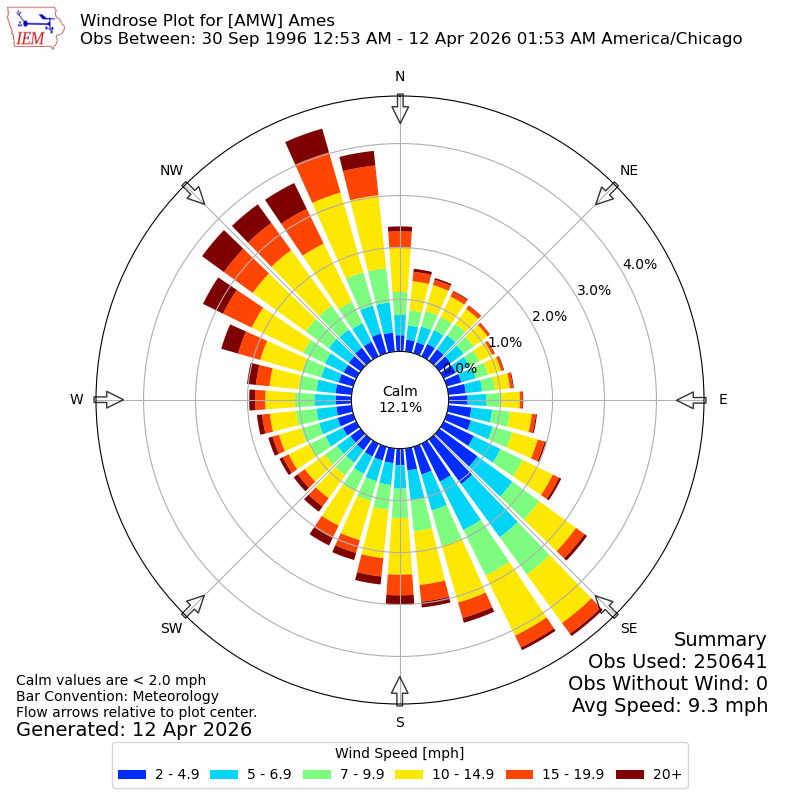 IEM
Windrose Plot for [AMW] Ames
Obs Between: 30 Sep 1996 12:53 AM - 12 Apr 2026 01:53 AM America/Chicago
N
NW
NE
4.0%
3.0%
2.0%
1.0%
0.0%
W
Calm
12.1%
E
SW
SE
S
Summary
Obs Used: 250641
Obs Without Wind: 0
Avg Speed: 9.3 mph
Calm values are < 2.0 mph
Bar Convention: Meteorology
Flow arrows relative to plot center.
Generated: 12 Apr 2026
Wind Speed [mph]
2 - 4.9
5 - 6.9
7 - 9.9
10 - 14.9
15 - 19.9
20+